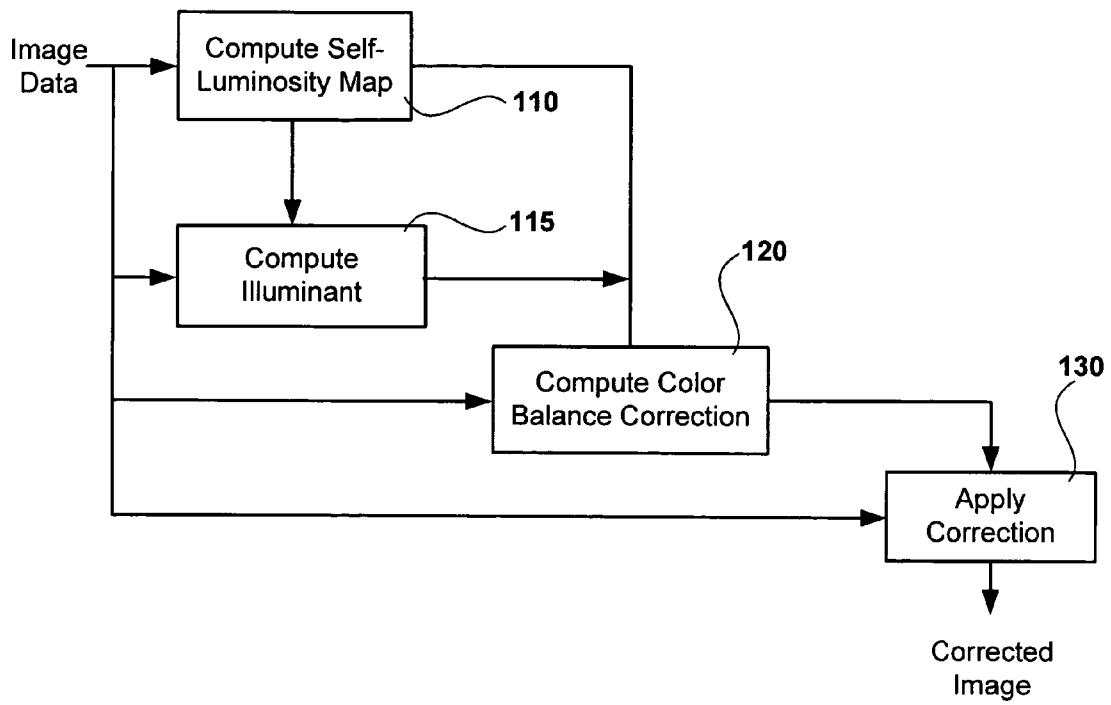 Image
Data
Compute Self-
Luminosity Map
110
Compute
Illuminant
115
120
Compute Color
Balance Correction
130
Apply
Correction
Corrected
Image